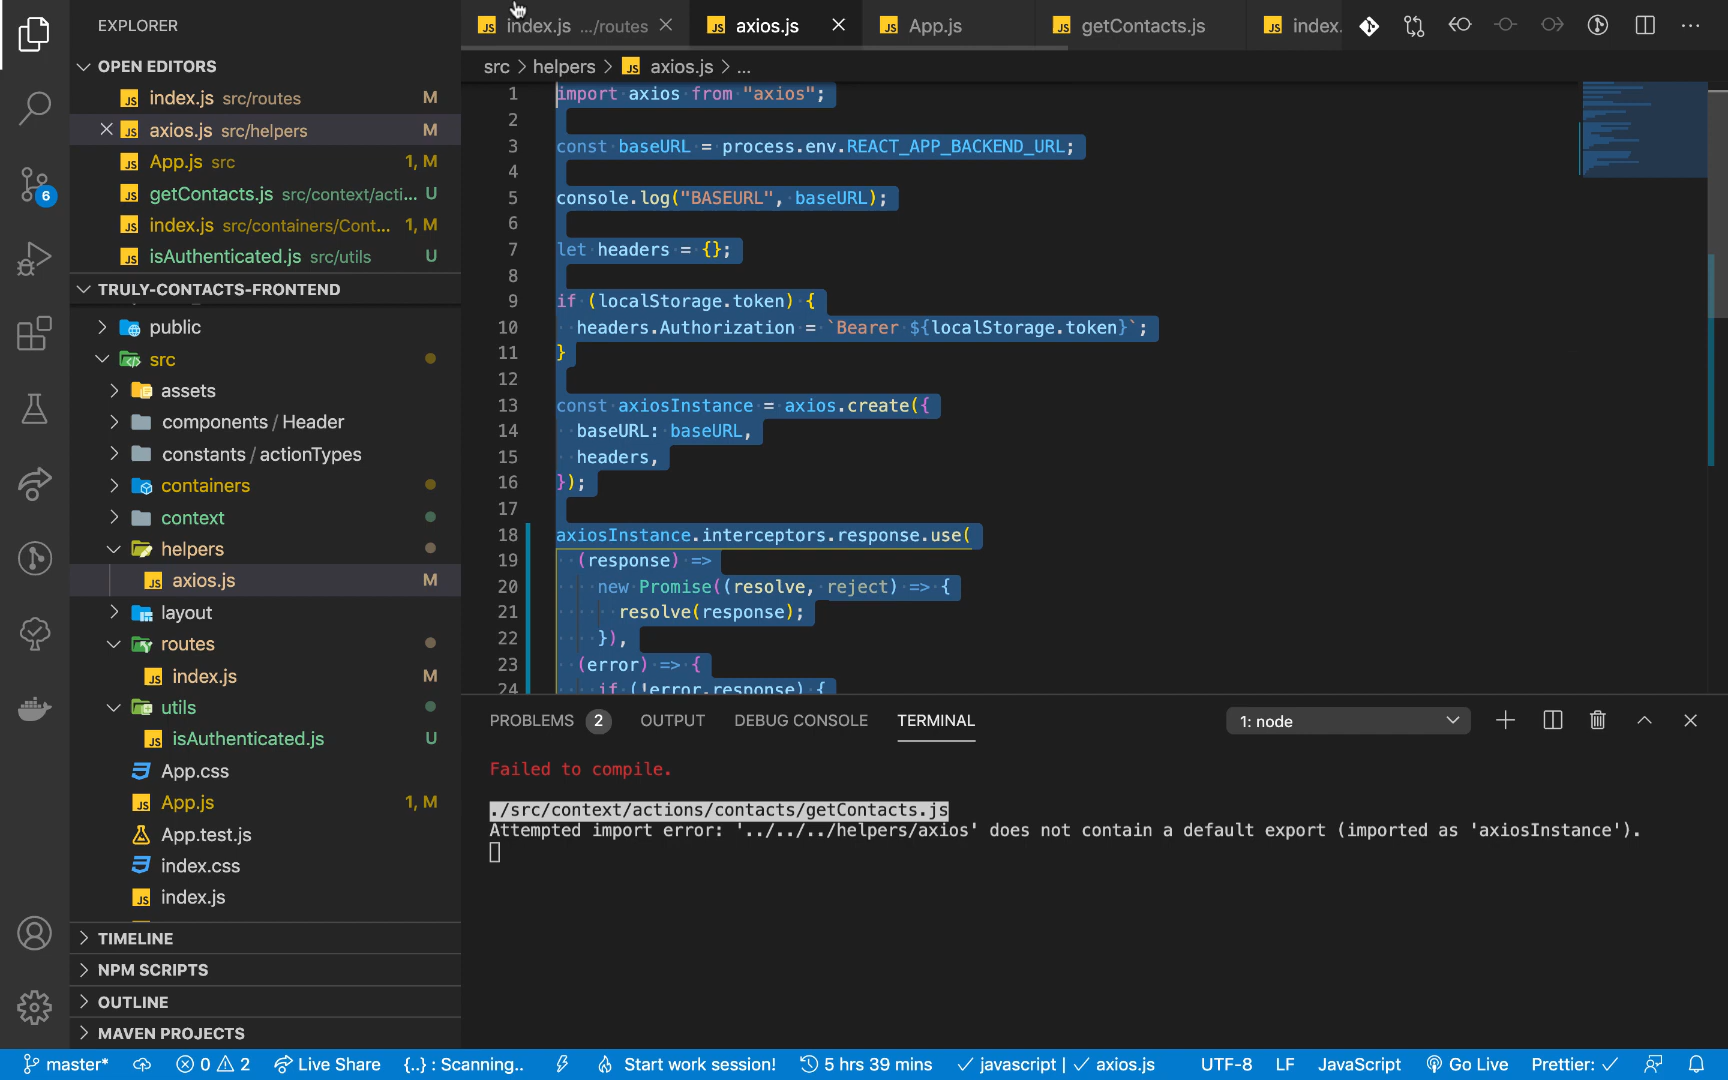 EXPLORER
OPEN EDITORS
index.js src/routes M
axios.js src/helpers M
App.js src 1, M
getContacts.js src/context/acti... U
index.js src/containers/Cont... 1, M
isAuthenticated.js src/utils U
TRULY-CONTACTS-FRONTEND
public
src
assets
components / Header
constants / actionTypes
containers
context
helpers
axios.js M
layout
routes
index.js M
utils
isAuthenticated.js U
App.css
App.js 1, M
App.test.js
index.css
index.js
TIMELINE
NPM SCRIPTS
OUTLINE
MAVEN PROJECTS
6
index.js .../routes
axios.js
App.js
getContacts.js
index.
src > helpers > JS axios.js > ...
1 import axios from "axios";
2
3 const baseURL = process.env.REACT_APP_BACKEND_URL;
4
5 console.log("BASEURL", baseURL);
6
7 let headers = {};
8
9 if (localStorage.token) {
10 headers.Authorization = `Bearer ${localStorage.token}`;
11 }
12
13 const axiosInstance = axios.create({
14 baseURL: baseURL,
15 headers,
16 });
17
18 axiosInstance.interceptors.response.use(
19 (response) =>
20 new Promise((resolve, reject) => {
21 resolve(response);
22 }),
23 (error) => {
24 if (!error.response) {
PROBLEMS 2 OUTPUT DEBUG CONSOLE TERMINAL 1: node
Failed to compile.
./src/context/actions/contacts/getContacts.js
Attempted import error: '../../../helpers/axios' does not contain a default export (imported as 'axiosInstance').
master* 0 2 Live Share {..} : Scanning.. Start work session! 5 hrs 39 mins javascript | axios.js UTF-8 LF JavaScript Go Live Prettier: